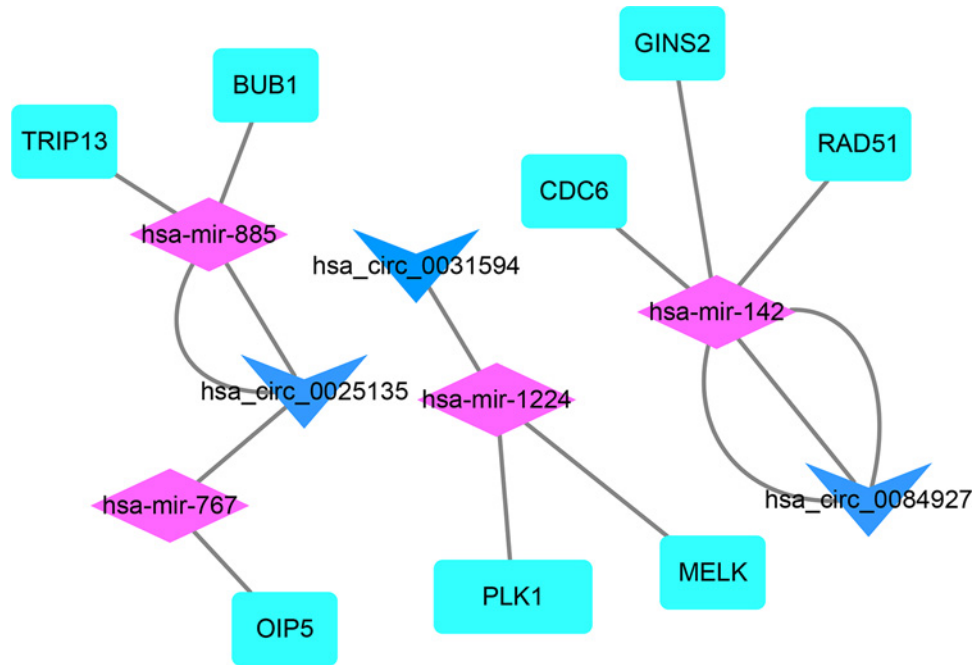 GINS2
BUB1
TRIP13
RAD51
CDC6
hsa-mir-885
hsa_circ_0031594
hsa-mir-142
hsa_circ_0025135
hsa-mir-1224
hsa_circ_0084927
hsa-mir-767
MELK
PLK1
OIP5